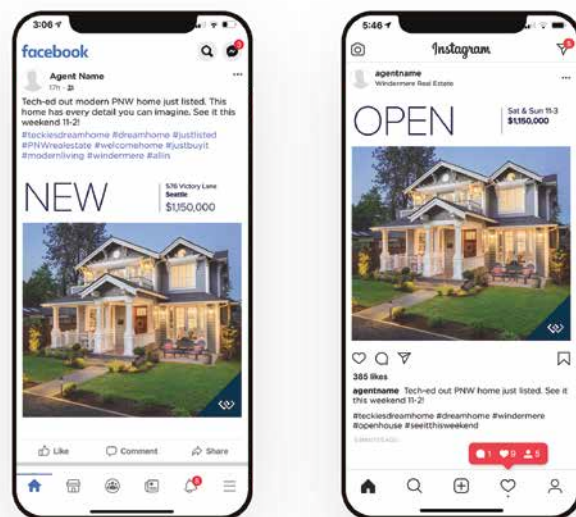 3:06
facebook
3
Agent Name
17h
Tech-ed out modern PNW home just listed. This
home has every detail you can imagine. See it this
weekend 11-2!
#teckiesdreamhome #dreamhome #justlisted
#PNWrealestate #welcomehome #justbuyit
#modernliving #windermere #allin
NEW
576 Victory Lane
Seattle
$1,150,000
Like
Comment
Share
5:46
Instagram
agentname
Windermere Real Estate
OPEN
Sat & Sun 11-3
$1,150,000
385 likes
agentname Tech-ed out PNW home just listed. See it
this weekend 11-2!
#teckiesdreamhome #dreamhome #windermere
#openhouse #seeitthisweekend
MINUTES AGO
1 9 5